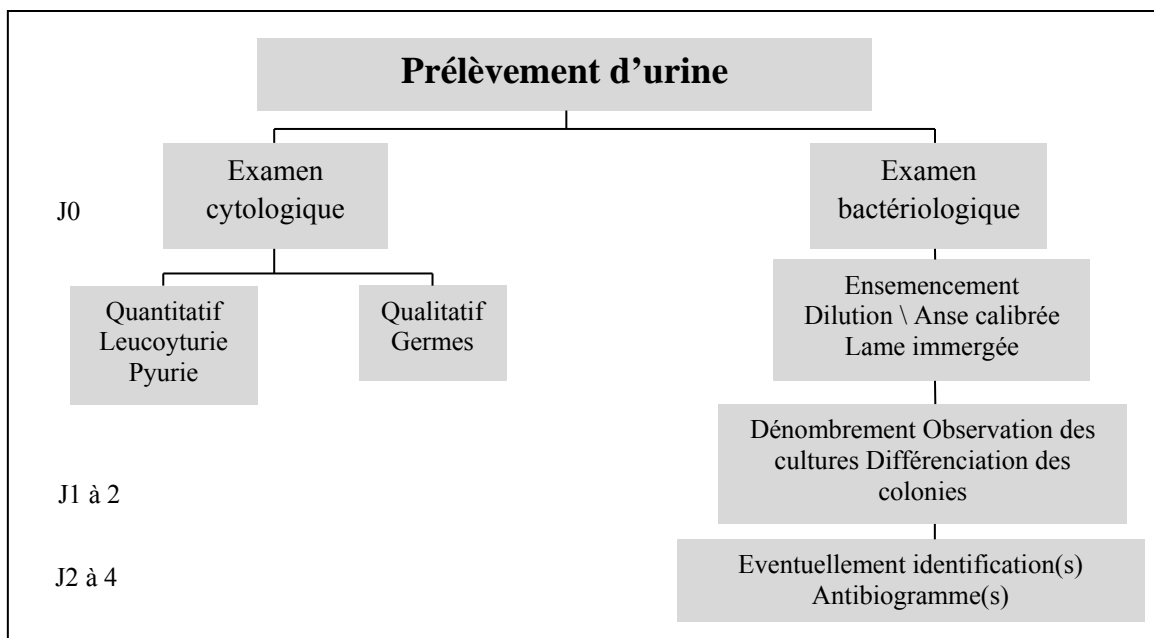 Prélèvement d'urine
Examen
cytologique
Examen
bactériologique
J0
Quantitatif
Leucoyturie
Pyurie
Qualitatif
Germes
Ensemencement
Dilution \ Anse calibrée
Lame immergée
Dénombrement Observation des
cultures Différenciation des
colonies
J1 à 2
Eventuellement identification(s)
Antibiogramme(s)
J2 à 4